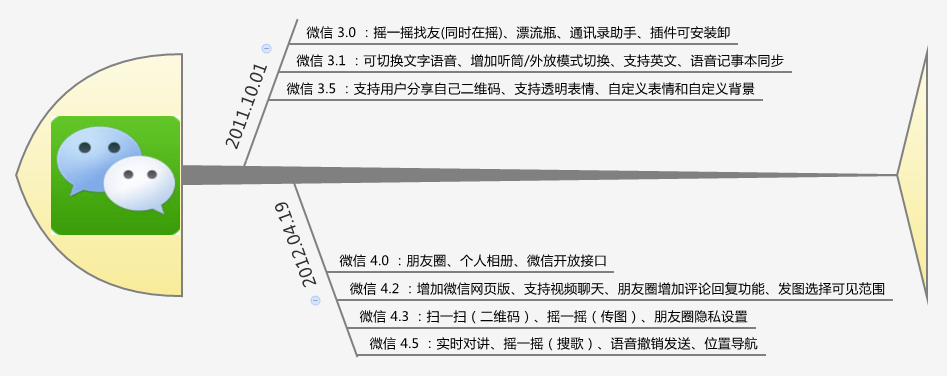 2011.10.01
微信 3.0 ：摇一摇找友(同时在摇)、漂流瓶、通讯录助手、插件可安装卸
微信 3.1 ：可切换文字语音、增加听筒/外放模式切换、支持英文、语音记事本同步
微信 3.5 ：支持用户分享自己二维码、支持透明表情、自定义表情和自定义背景
2012.04.19
微信 4.0 ：朋友圈、个人相册、微信开放接口
微信 4.2 ：增加微信网页版、支持视频聊天、朋友圈增加评论回复功能、发图选择可见范围
微信 4.3 ：扫一扫（二维码）、摇一摇（传图）、朋友圈隐私设置
微信 4.5 ：实时对讲、摇一摇（搜歌）、语音撤销发送、位置导航